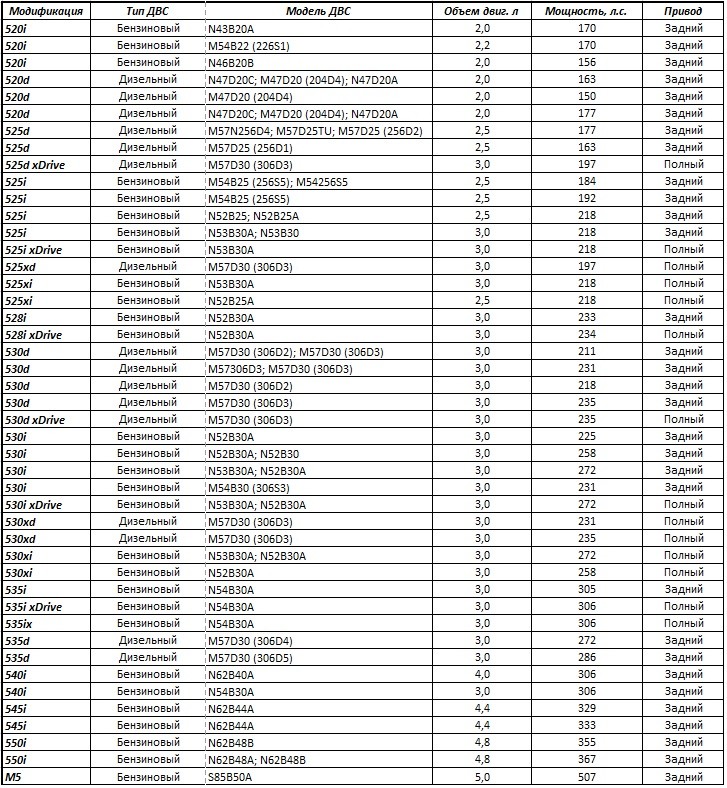 Модификация Тип ДВС Модель ДВС Объем двиг. л Мощность, л.с. Привод
520i Бензиновый N43B20A 2,0 170 Задний
520i Бензиновый M54B22 (226S1) 2,2 170 Задний
520i Бензиновый N46B20B 2,0 156 Задний
520d Дизельный N47D20C; M47D20 (204D4); N47D20A 2,0 163 Задний
520d Дизельный M47D20 (204D4) 2,0 150 Задний
520d Дизельный N47D20C; M47D20 (204D4); N47D20A 2,0 177 Задний
525d Дизельный M57N256D4; M57D25TU; M57D25 (256D2) 2,5 177 Задний
525d Дизельный M57D25 (256D1) 2,5 163 Задний
525d xDrive Дизельный M57D30 (306D3) 3,0 197 Полный
525i Бензиновый M54B25 (256S5); M54256S5 2,5 184 Задний
525i Бензиновый M54B25 (256S5) 2,5 192 Задний
525i Бензиновый N52B25; N52B25A 2,5 218 Задний
525i Бензиновый N53B30A; N53B30 3,0 218 Задний
525i xDrive Бензиновый N53B30A 3,0 218 Полный
525xd Дизельный M57D30 (306D3) 3,0 197 Полный
525xi Бензиновый N53B30A 3,0 218 Полный
525xi Бензиновый N52B25A 2,5 218 Полный
528i Бензиновый N52B30A 3,0 233 Задний
528i xDrive Бензиновый N52B30A 3,0 234 Полный
530d Дизельный M57D30 (306D2); M57D30 (306D3) 3,0 211 Задний
530d Дизельный M57306D3; M57D30 (306D3) 3,0 231 Задний
530d Дизельный M57D30 (306D2) 3,0 218 Задний
530d Дизельный M57D30 (306D3) 3,0 235 Задний
530d xDrive Дизельный M57D30 (306D3) 3,0 235 Полный
530i Бензиновый N52B30A 3,0 225 Задний
530i Бензиновый N52B30A; N52B30 3,0 258 Задний
530i Бензиновый N53B30A; N52B30A 3,0 272 Задний
530i Бензиновый M54B30 (306S3) 3,0 231 Задний
530i xDrive Бензиновый N53B30A; N52B30A 3,0 272 Полный
530xd Дизельный M57D30 (306D3) 3,0 231 Полный
530xd Дизельный M57D30 (306D3) 3,0 235 Полный
530xi Бензиновый N53B30A; N52B30A 3,0 272 Полный
530xi Бензиновый N52B30A 3,0 258 Полный
535i Бензиновый N54B30A 3,0 305 Задний
535i xDrive Бензиновый N54B30A 3,0 306 Полный
535ix Бензиновый N54B30A 3,0 306 Полный
535d Дизельный M57D30 (306D4) 3,0 272 Задний
535d Дизельный M57D30 (306D5) 3,0 286 Задний
540i Бензиновый N62B40A 4,0 306 Задний
540i Бензиновый N54B30A 3,0 306 Задний
545i Бензиновый N62B44A 4,4 329 Задний
545i Бензиновый N62B44A 4,4 333 Задний
550i Бензиновый N62B48B 4,8 355 Задний
550i Бензиновый N62B48A; N62B48B 4,8 367 Задний
M5 Бензиновый S85B50A 5,0 507 Задний